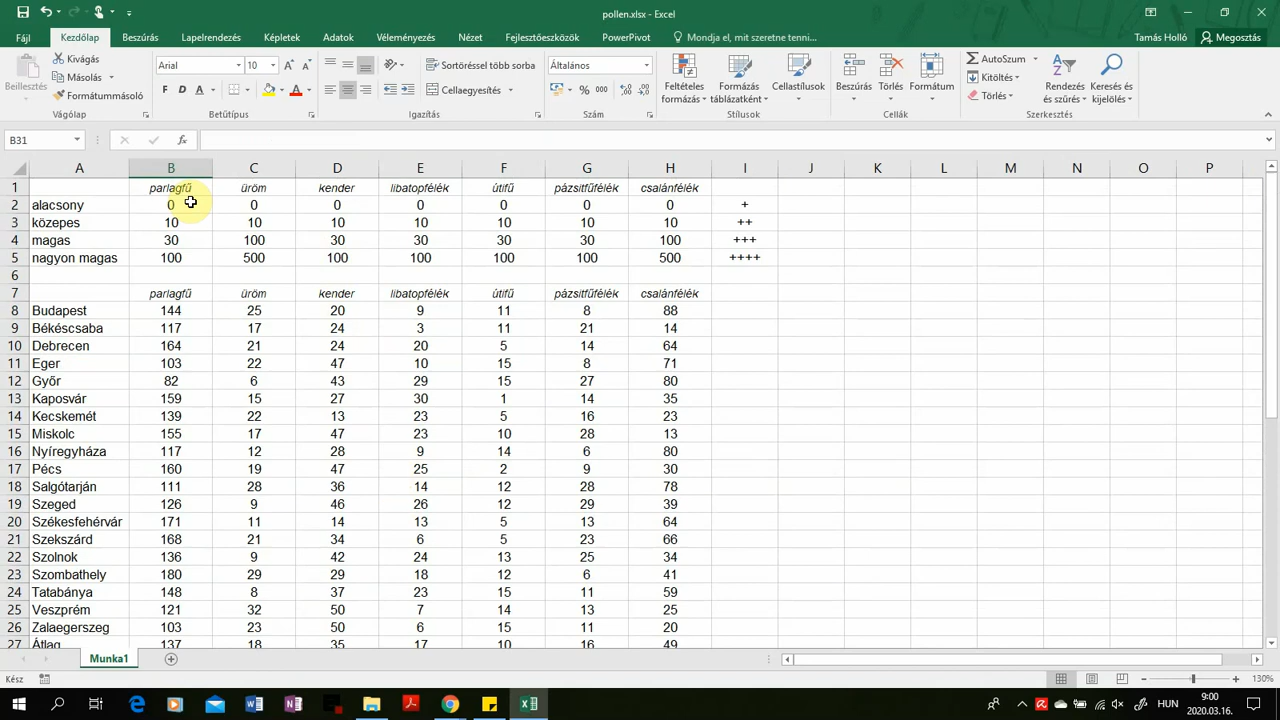 pollen.xlsx - Excel
Tamás Holló
Megosztás
Fájl Kezdőlap Beszúrás Lapelrendezés Képletek Adatok Véleményezés Nézet Fejlesztőeszközök PowerPivot Mondja el, mit szeretne tenni...
Beillesztés
Kivágás
Másolás
Formátummásoló
Vágólap
Arial 10
F D A
Betűtípus
Sortöréssel több sorba
Cellaegyesítés
Igazítás
Általános
% 000
Szám
Feltételes formázás
Formázás táblázatként
Cellastílusok
Stílusok
Beszúrás Törlés Formátum
Cellák
AutoSzum
Kitöltés
Törlés
Rendezés és szűrés
Keresés és kijelölés
Szerkesztés
B31 fx
A B C D E F G H I J K L M N O P
1 parlagfű üröm kender libatopfélék útifű pázsitfűfélék csalánfélék
2 alacsony 0 0 0 0 0 0 0 +
3 közepes 10 10 10 10 10 10 10 ++
4 magas 30 100 30 30 30 30 100 +++
5 nagyon magas 100 500 100 100 100 100 500 ++++
6
7 parlagfű üröm kender libatopfélék útifű pázsitfűfélék csalánfélék
8 Budapest 144 25 20 9 11 8 88
9 Békéscsaba 117 17 24 3 11 21 14
10 Debrecen 164 21 24 20 5 14 64
11 Eger 103 22 47 10 15 8 71
12 Győr 82 6 43 29 15 27 80
13 Kaposvár 159 15 27 30 1 14 35
14 Kecskemét 139 22 13 23 5 16 23
15 Miskolc 155 17 47 23 10 28 13
16 Nyíregyháza 117 12 28 9 14 6 80
17 Pécs 160 19 47 25 2 9 30
18 Salgótarján 111 28 36 14 12 28 78
19 Szeged 126 9 46 26 12 29 39
20 Székesfehérvár 171 11 14 13 5 13 64
21 Szekszárd 168 21 34 6 5 23 66
22 Szolnok 136 9 42 24 13 25 34
23 Szombathely 180 29 29 18 12 6 41
24 Tatabánya 148 8 37 23 15 11 59
25 Veszprém 121 32 50 7 14 13 25
26 Zalaegerszeg 103 23 50 6 15 11 20
27 Átlag 137 18 35 17 10 16 49
Munka1
Kész
130%
HUN
9:00
2020.03.16.